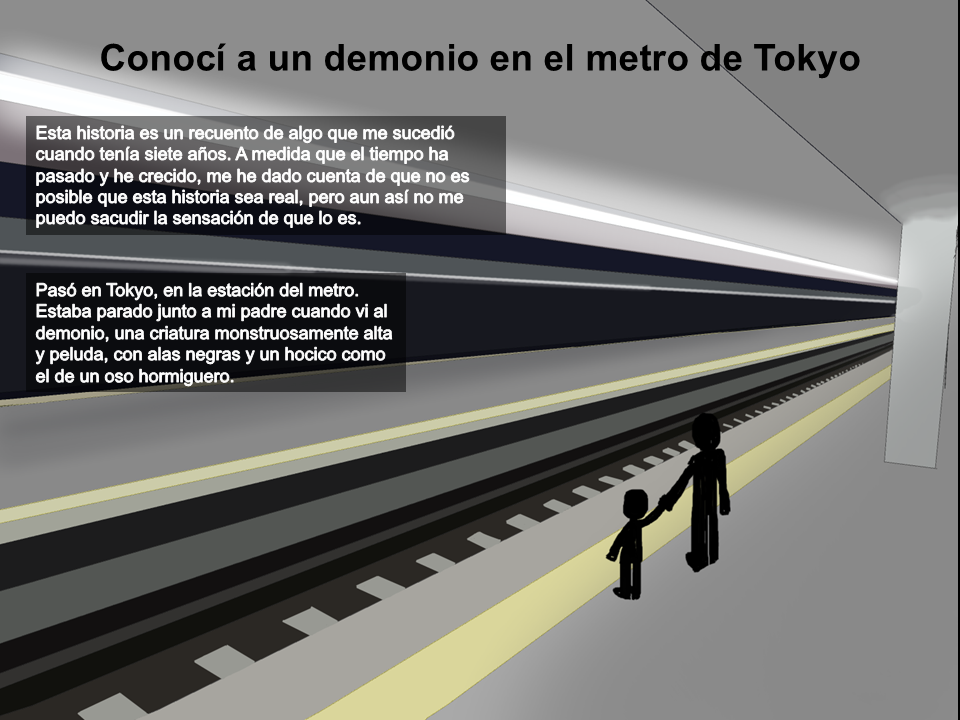 Conocí a un demonio en el metro de Tokyo
Esta historia es un recuento de algo que me sucedió
cuando tenía siete años. A medida que el tiempo ha
pasado y he crecido, me he dado cuenta de que no es
posible que esta historia sea real, pero aun así no me
puedo sacudir la sensación de que lo es.
Pasó en Tokyo, en la estación del metro.
Estaba parado junto a mi padre cuando vi al
demonio, una criatura monstruosamente alta
y peluda, con alas negras y un hocico como
el de un oso hormiguero.